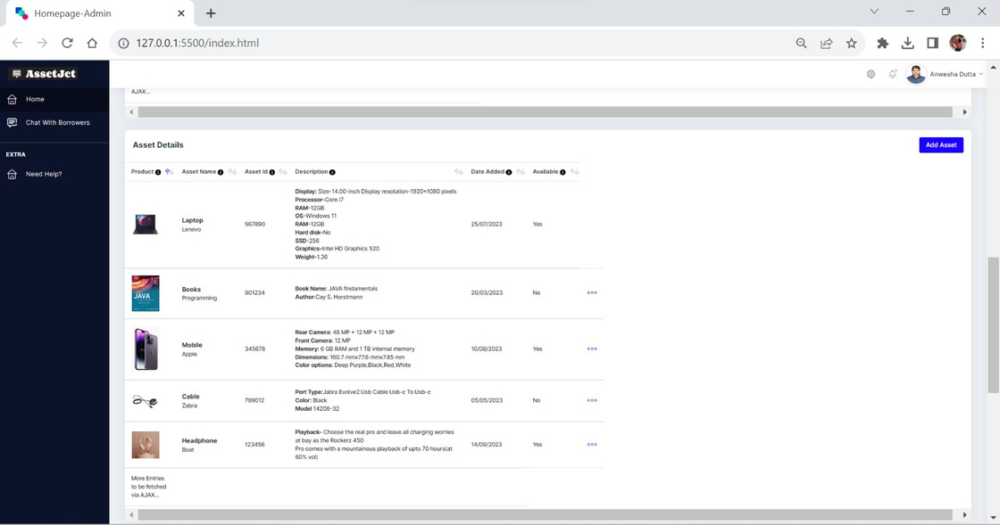 Homepage-Admin
127.0.0.1:5500/index.html
AssetJet
Anwesha Dutta
Home
Chat With Borrowers
EXTRA
Need Help?
AJAX...
Asset Details
Add Asset
Product Asset Name Asset Id Description Date Added Available
Laptop
Lenevo
567890
Display: Size-14.00-inch Display resolution-1920×1080 pixels
Processor-Core i7
RAM-12GB
OS-Windows 11
RAM-12GB
Hard disk-No
SSD-256
Graphics-Intel HD Graphics 520
Weight-1.36
25/07/2023
Yes
JAVA
Books
Programming
901234
Book Name: JAVA findamentals
Author:Cay S. Horstmann
20/03/2023
No
Mobile
Apple
345678
Rear Camera: 48 MP + 12 MP + 12 MP
Front Camera: 12 MP
Memory: 6 GB RAM and 1 TB internal memory
Dimensions: 160.7 mmx77.6 mmx7.85 mm
Color options: Deep Purple,Black,Red,White
10/08/2023
Yes
Cable
Zabra
789012
Port Type:Jabra Evolve2 Usb Cable Usb-c To Usb-c
Color: Black
Model 14208-32
05/05/2023
No
Headphone
Boat
123456
Playback- Choose the real pro and leave all charging worries
at bay as the Rockerz 450
Pro comes with a mountainous playback of upto 70 hours(at
60% vol)
14/09/2023
Yes
More Entries
to be fetched
via AJAX...